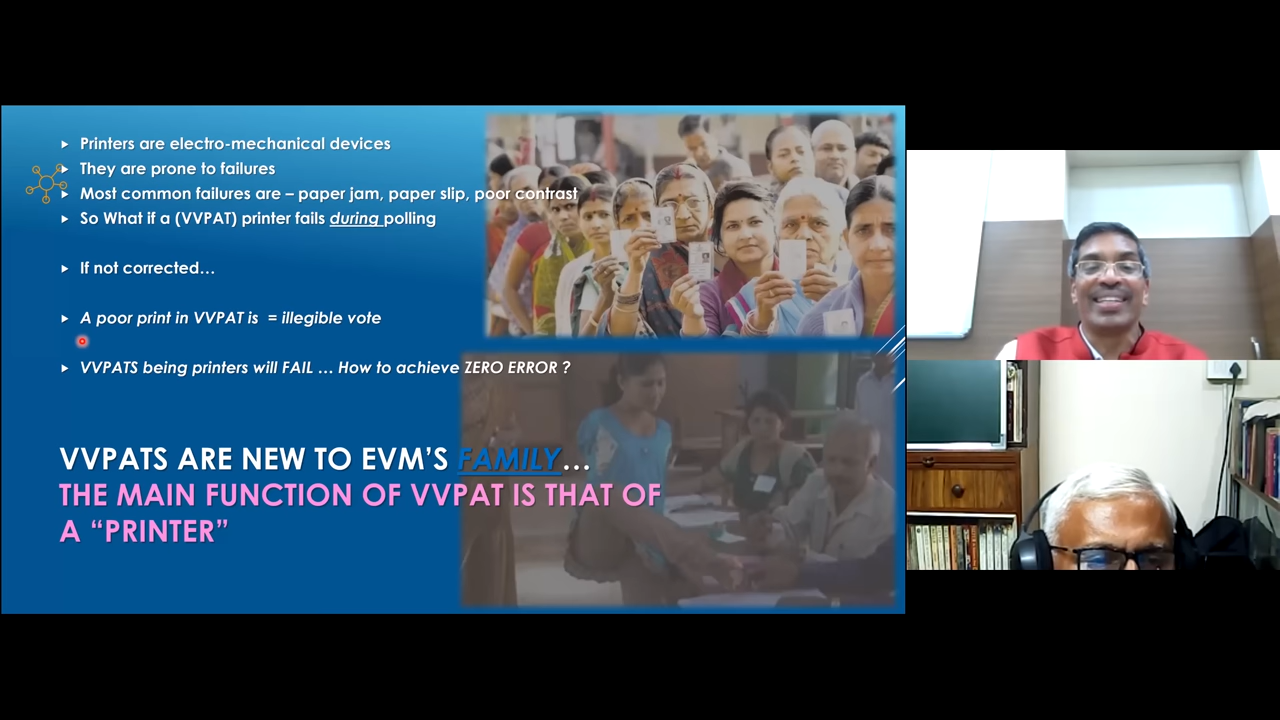 Printers are electro-mechanical devices
They are prone to failures
Most common failures are – paper jam, paper slip, poor contrast
So What if a (VVPAT) printer fails during polling
If not corrected…
A poor print in VVPAT is = illegible vote
VVPATS being printers will FAIL … How to achieve ZERO ERROR ?
VVPATS ARE NEW TO EVM’S FAMILY…
THE MAIN FUNCTION OF VVPAT IS THAT OF
A “PRINTER”